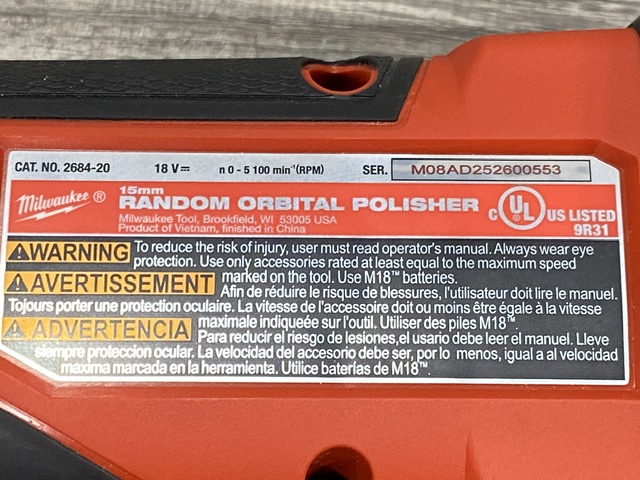 CAT. NO. 2684-20 18 V⎓ n 0 - 5 100 min⁻¹(RPM) SER. M08AD252600553
Milwaukee ® 15mm
RANDOM ORBITAL POLISHER
Milwaukee Tool, Brookfield, WI 53005 USA
Product of Vietnam, finished in China
C UL ® US LISTED
9R31
WARNING To reduce the risk of injury, user must read operator's manual. Always wear eye
protection. Use only accessories rated at least equal to the maximum speed
marked on the tool. Use M18™ batteries.
AVERTISSEMENT Afin de réduire le risque de blessures, l'utilisateur doit lire le manuel.
Tojours porter une protection oculaire. La vitesse de l'accessoire doit ou moins être égale à la vitesse
maximale indiquée sur l'outil. Utiliser des piles M18™.
ADVERTENCIA Para reducir el riesgo de lesiones,el usario debe leer el manuel. Lleve
siempre proteccion ocular. La velocidad del accesorio debe ser, por lo menos, igual a al velocidad
maxima marcada en la herramienta. Utilice baterías de M18™.